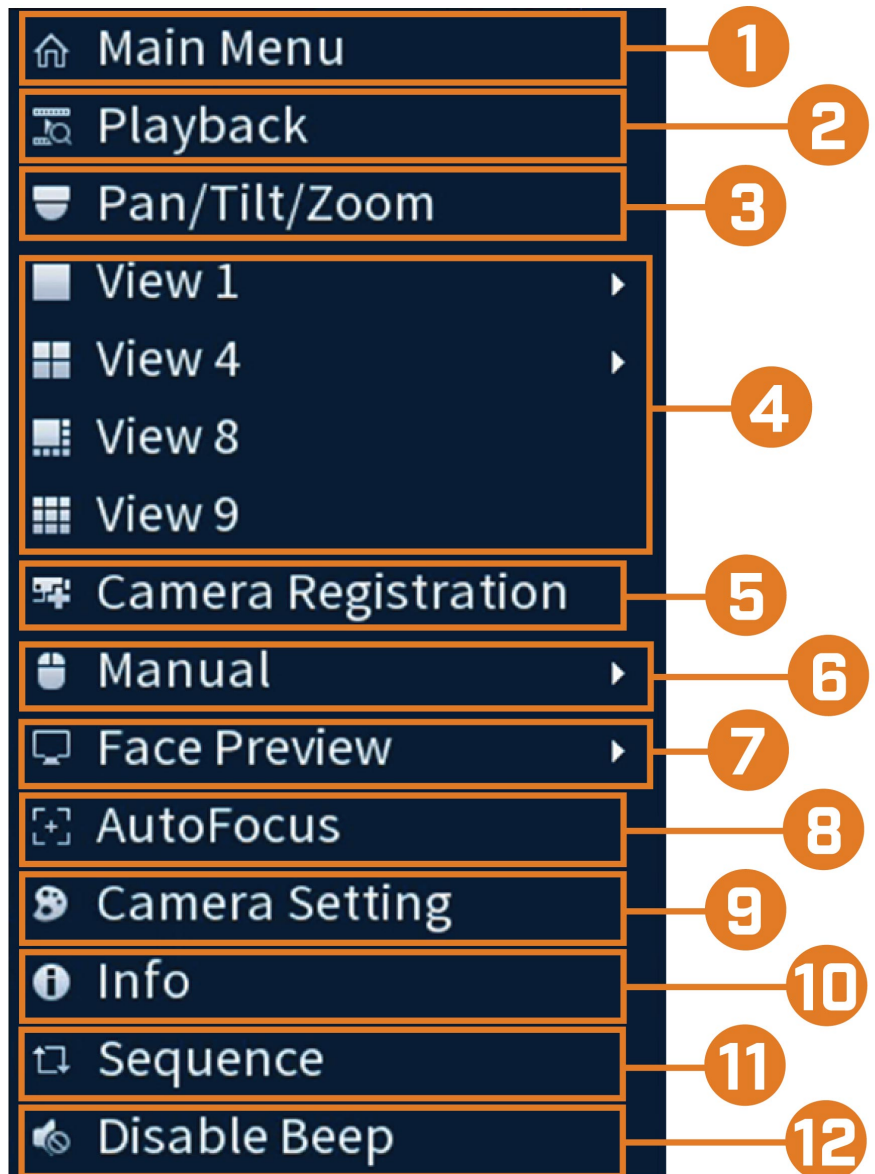 Main Menu 1
Playback 2
Pan/Tilt/Zoom 3
View 1
View 4
4
View 8
View 9
Camera Registration 5
Manual 6
Face Preview 7
AutoFocus 8
Camera Setting 9
Info 10
Sequence 11
Disable Beep 12